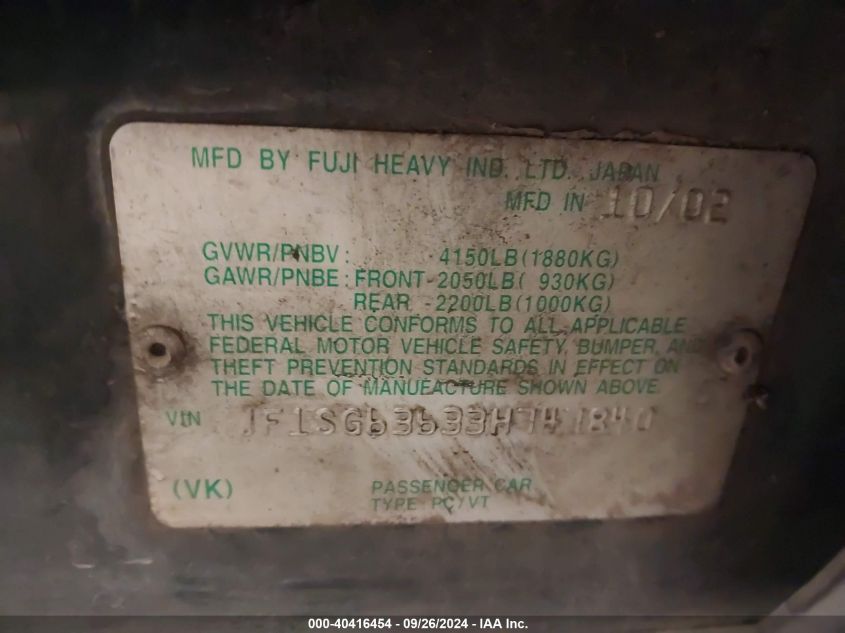 MFD BY FUJI HEAVY IND. LTD. JAPAN
MFD IN 10/02
GVWR/PNBV: 4150LB(1880KG)
GAWR/PNBE: FRONT-2050LB( 930KG)
REAR -2200LB(1000KG)
THIS VEHICLE CONFORMS TO ALL APPLICABLE
FEDERAL MOTOR VEHICLE SAFETY, BUMPER, AND
THEFT PREVENTION STANDARDS IN EFFECT ON
THE DATE OF MANUFACTURE SHOWN ABOVE.
VIN JF1SG63633H747840
(VK) PASSENGER CAR
TYPE PC/VT
000-40416454 - 09/26/2024 - IAA Inc.